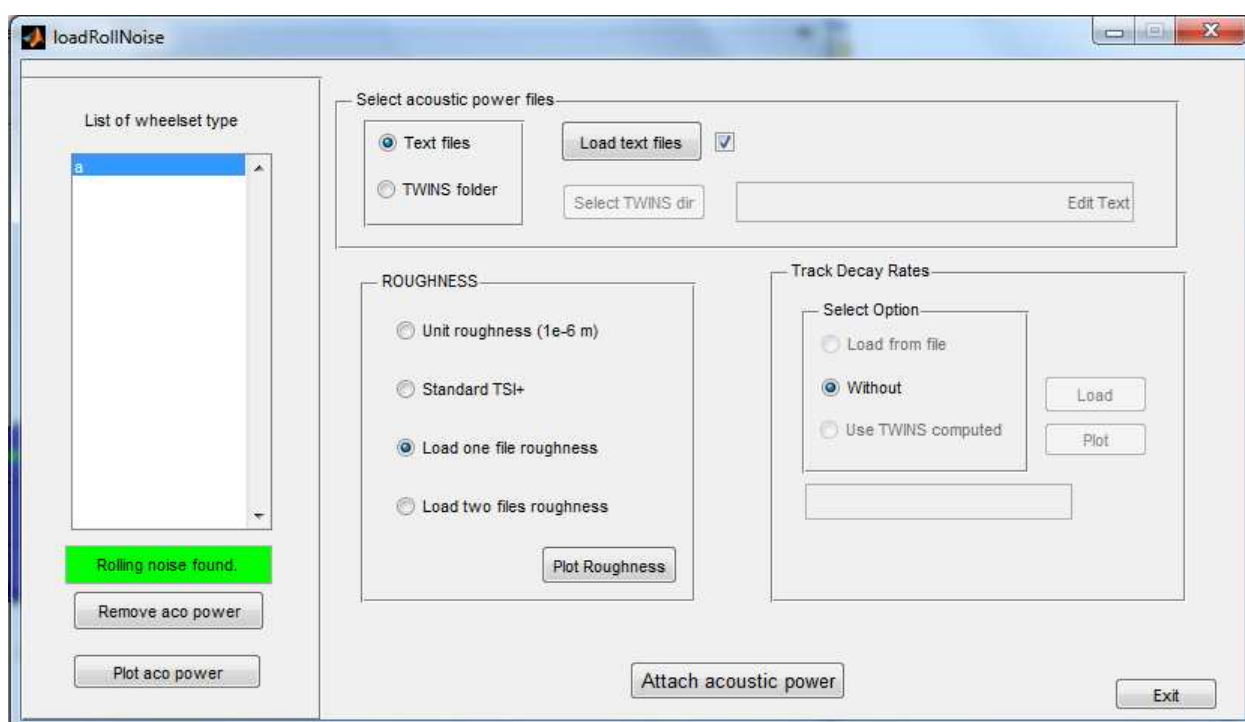 loadRollNoise
List of wheelset type
a
Rolling noise found.
Remove aco power
Plot aco power
Select acoustic power files
Text files
Load text files
TWINS folder
Select TWINS dir
Edit Text
ROUGHNESS
Unit roughness (1e-6 m)
Standard TSI+
Load one file roughness
Load two files roughness
Plot Roughness
Track Decay Rates
Select Option
Load from file
Without
Use TWINS computed
Load
Plot
Attach acoustic power
Exit